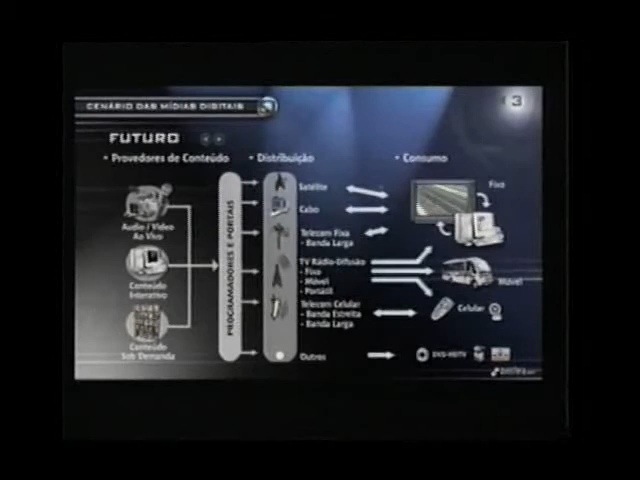 CENÁRIO DAS MÍDIAS DIGITAIS
3
FUTURO
• Provedores de Conteúdo
• Distribuição
• Consumo
Audio / Vídeo
Ao Vivo
Conteúdo
Interativo
Conteúdo
Sob Demanda
PROGRAMADORES E PORTAIS
Satélite
Cabo
Telecom Fixa
- Banda Larga
TV Rádio-Difusão
- Fixo
- Móvel
- Portátil
Telecom Celular
- Banda Estreita
- Banda Larga
Outros
Fixo
Móvel
Celular
DVD-HDTV